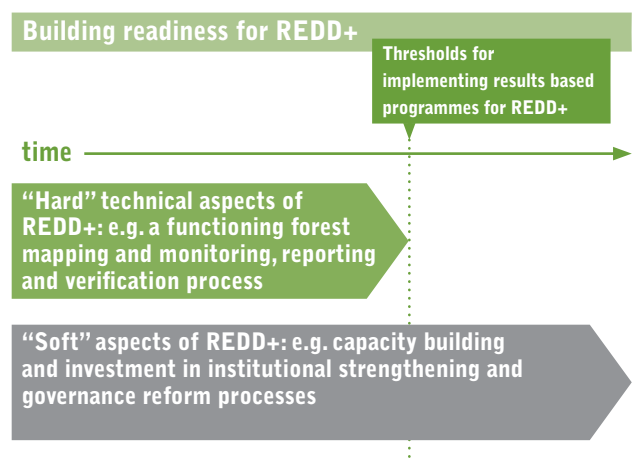 Building readiness for REDD+
Thresholds for
implementing results based
programmes for REDD+
time
“Hard” technical aspects of
REDD+: e.g. a functioning forest
mapping and monitoring, reporting
and verification process
“Soft” aspects of REDD+: e.g. capacity building
and investment in institutional strengthening and
governance reform processes